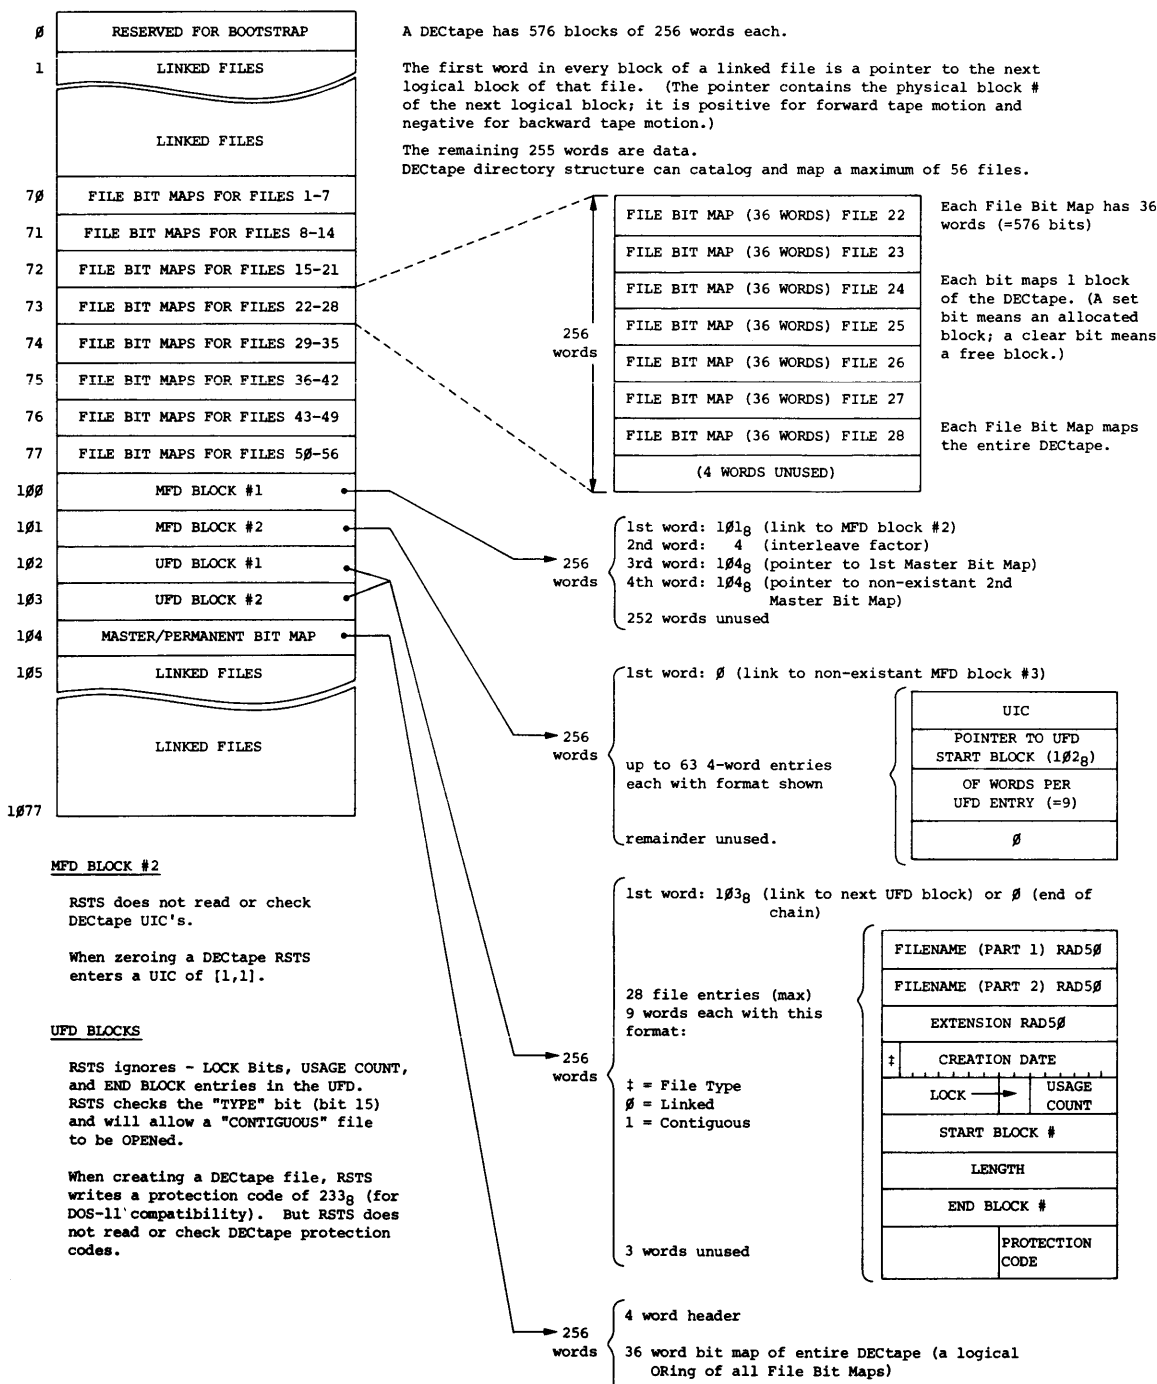 Ø RESERVED FOR BOOTSTRAP
1 LINKED FILES
LINKED FILES
7Ø FILE BIT MAPS FOR FILES 1-7
71 FILE BIT MAPS FOR FILES 8-14
72 FILE BIT MAPS FOR FILES 15-21
73 FILE BIT MAPS FOR FILES 22-28
74 FILE BIT MAPS FOR FILES 29-35
75 FILE BIT MAPS FOR FILES 36-42
76 FILE BIT MAPS FOR FILES 43-49
77 FILE BIT MAPS FOR FILES 5Ø-56
1ØØ MFD BLOCK #1
1Ø1 MFD BLOCK #2
1Ø2 UFD BLOCK #1
1Ø3 UFD BLOCK #2
1Ø4 MASTER/PERMANENT BIT MAP
1Ø5 LINKED FILES
LINKED FILES
1Ø77
MFD BLOCK #2
RSTS does not read or check
DECtape UIC's.
When zeroing a DECtape RSTS
enters a UIC of [1,1].
UFD BLOCKS
RSTS ignores - LOCK Bits, USAGE COUNT,
and END BLOCK entries in the UFD.
RSTS checks the "TYPE" bit (bit 15)
and will allow a "CONTIGUOUS" file
to be OPENed.
When creating a DECtape file, RSTS
writes a protection code of 233₈ (for
DOS-11 compatibility). But RSTS does
not read or check DECtape protection
codes.
A DECtape has 576 blocks of 256 words each.
The first word in every block of a linked file is a pointer to the next
logical block of that file. (The pointer contains the physical block #
of the next logical block; it is positive for forward tape motion and
negative for backward tape motion.)
The remaining 255 words are data.
DECtape directory structure can catalog and map a maximum of 56 files.
256
words
FILE BIT MAP (36 WORDS) FILE 22
FILE BIT MAP (36 WORDS) FILE 23
FILE BIT MAP (36 WORDS) FILE 24
FILE BIT MAP (36 WORDS) FILE 25
FILE BIT MAP (36 WORDS) FILE 26
FILE BIT MAP (36 WORDS) FILE 27
FILE BIT MAP (36 WORDS) FILE 28
(4 WORDS UNUSED)
Each File Bit Map has 36
words (=576 bits)
Each bit maps 1 block
of the DECtape. (A set
bit means an allocated
block; a clear bit means
a free block.)
Each File Bit Map maps
the entire DECtape.
256
words
1st word: 1Ø1₈ (link to MFD block #2)
2nd word: 4 (interleave factor)
3rd word: 1Ø4₈ (pointer to 1st Master Bit Map)
4th word: 1Ø4₈ (pointer to non-existant 2nd
Master Bit Map)
252 words unused
256
words
1st word: Ø (link to non-existant MFD block #3)
up to 63 4-word entries
each with format shown
remainder unused.
UIC
POINTER TO UFD
START BLOCK (1Ø2₈)
OF WORDS PER
UFD ENTRY (=9)
Ø
256
words
1st word: 1Ø3₈ (link to next UFD block) or Ø (end of
chain)
28 file entries (max)
9 words each with this
format:
‡ = File Type
Ø = Linked
1 = Contiguous
3 words unused
FILENAME (PART 1) RAD5Ø
FILENAME (PART 2) RAD5Ø
EXTENSION RAD5Ø
‡ CREATION DATE
LOCK USAGE
COUNT
START BLOCK #
LENGTH
END BLOCK #
PROTECTION
CODE
256
words
4 word header
36 word bit map of entire DECtape (a logical
ORing of all File Bit Maps)